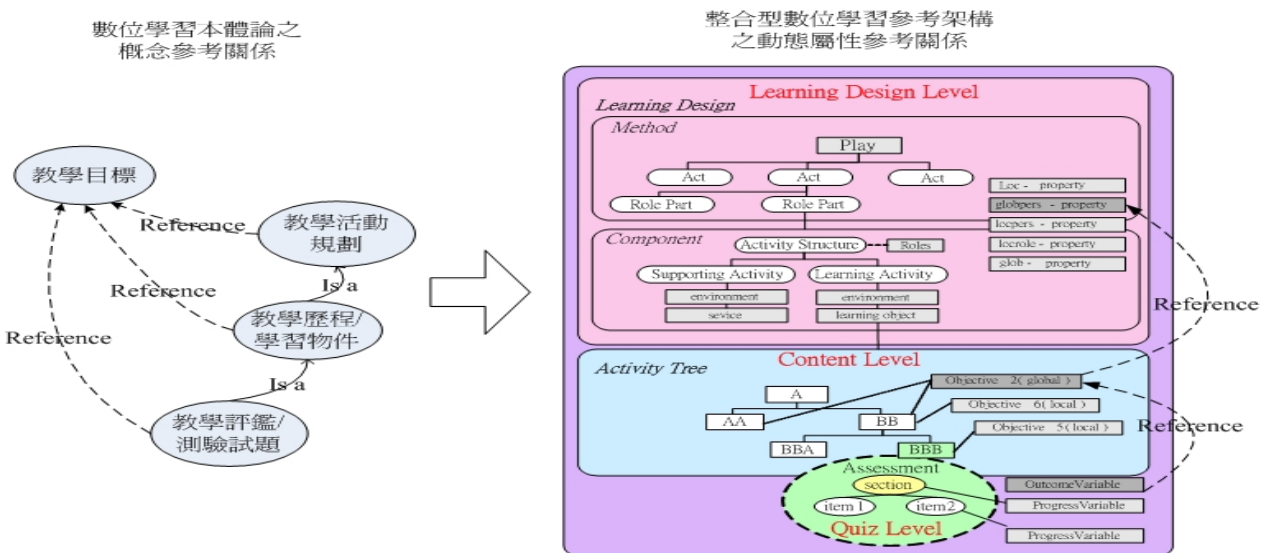 數位學習本體論之
概念參考關係
教學目標
Reference
教學活動
規劃
Is a
Reference
Reference
教學歷程/
學習物件
Is a
教學評鑑/
測驗試題
整合型數位學習參考架構
之動態屬性參考關係
Learning Design Level
Learning Design
Method
Play
Act
Act
Act
Role Part
Role Part
Loc - property
globpers - property
locpers - property
locrole - property
glob - property
Component
Activity Structure
Roles
Supporting Activity
Learning Activity
environment
environment
sevice
learning object
Reference
Content Level
Activity Tree
A
AA
BB
BBA
BBB
Objective 2( global )
Objective 6( local )
Objective 5( local )
Reference
Assessment
section
item1
item2
Quiz Level
OutcomeVariable
ProgressVariable
ProgressVariable